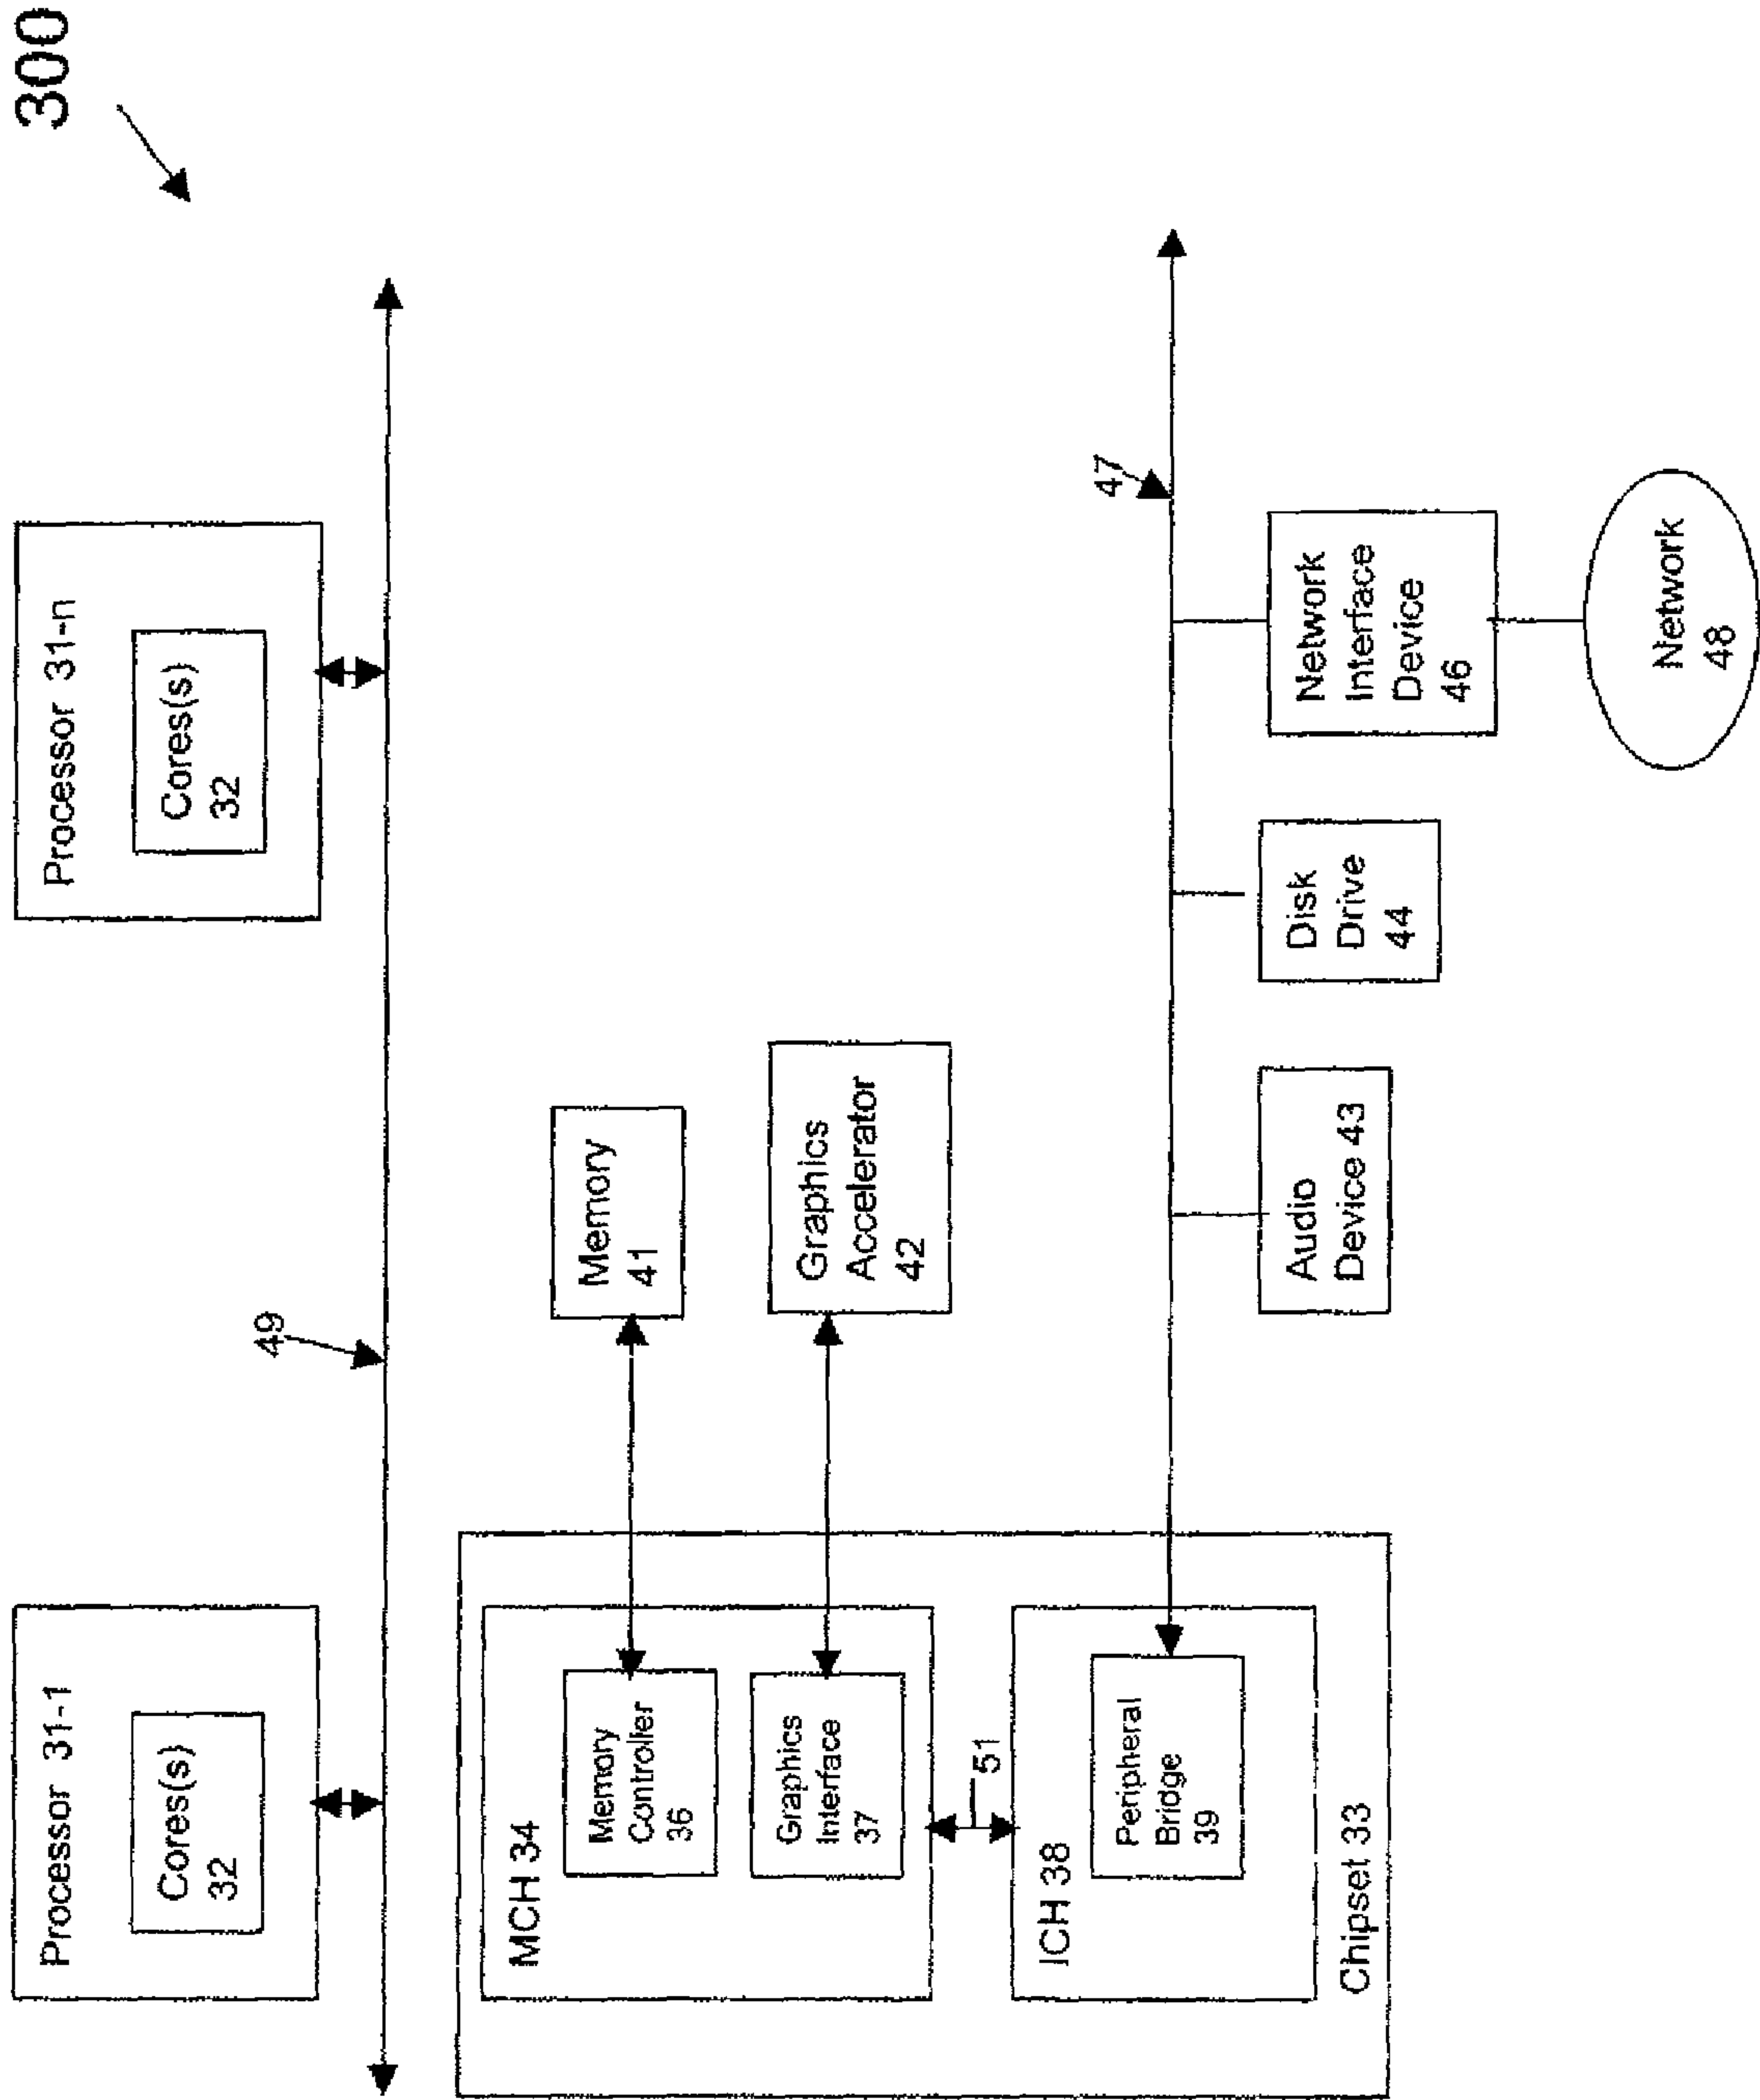 300
Processor 31-1
Cores(s)
32
Processor 31-n
Cores(s)
32
49
MCH 34
Memory
Controller
36
Memory
41
Graphics
Interface
37
Graphics
Accelerator
42
51
ICH 38
Peripheral
Bridge
39
Chipset 33
47
Audio
Device 43
Disk
Drive
44
Network
Interface
Device
46
Network
48